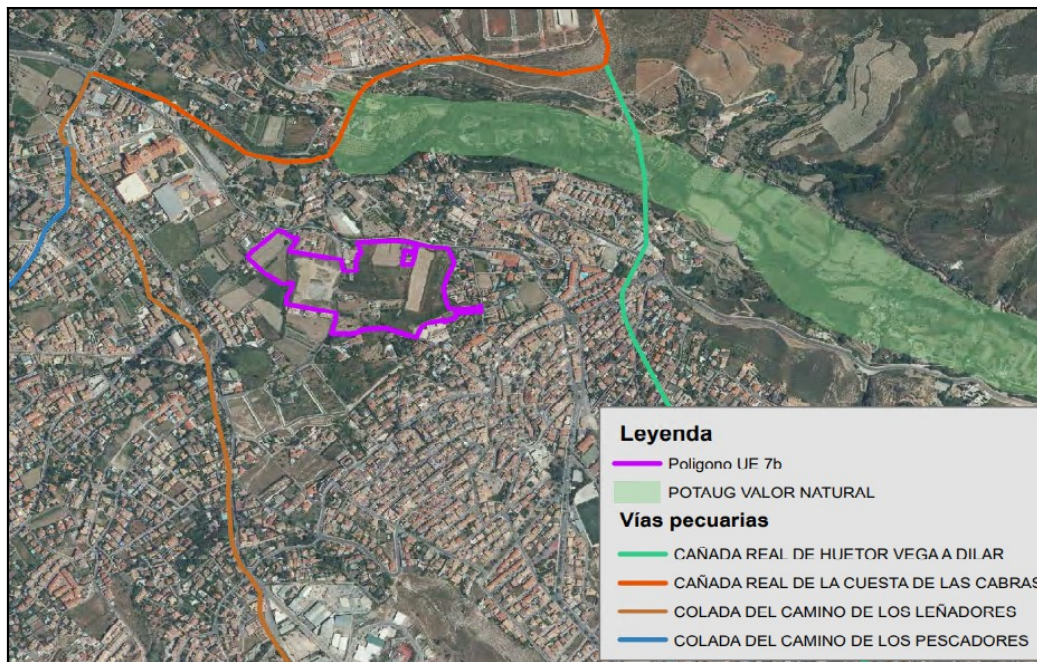 Leyenda
Poligono UE 7b
POTAUG VALOR NATURAL
Vías pecuarias
CAÑADA REAL DE HUETOR VEGA A DILAR
CAÑADA REAL DE LA CUESTA DE LAS CABRAS
COLADA DEL CAMINO DE LOS LEÑADORES
COLADA DEL CAMINO DE LOS PESCADORES